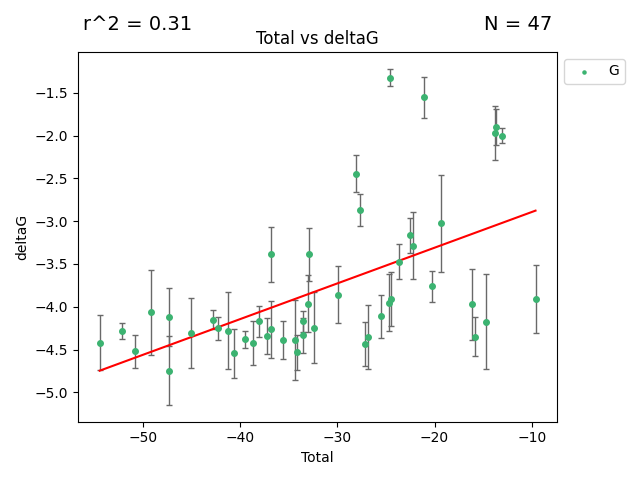 r^2 = 0.31
N = 47
Total vs deltaG
G
−1.5
−2.0
−2.5
−3.0
−3.5
−4.0
−4.5
−5.0
deltaG
−50
−40
−30
−20
−10
Total